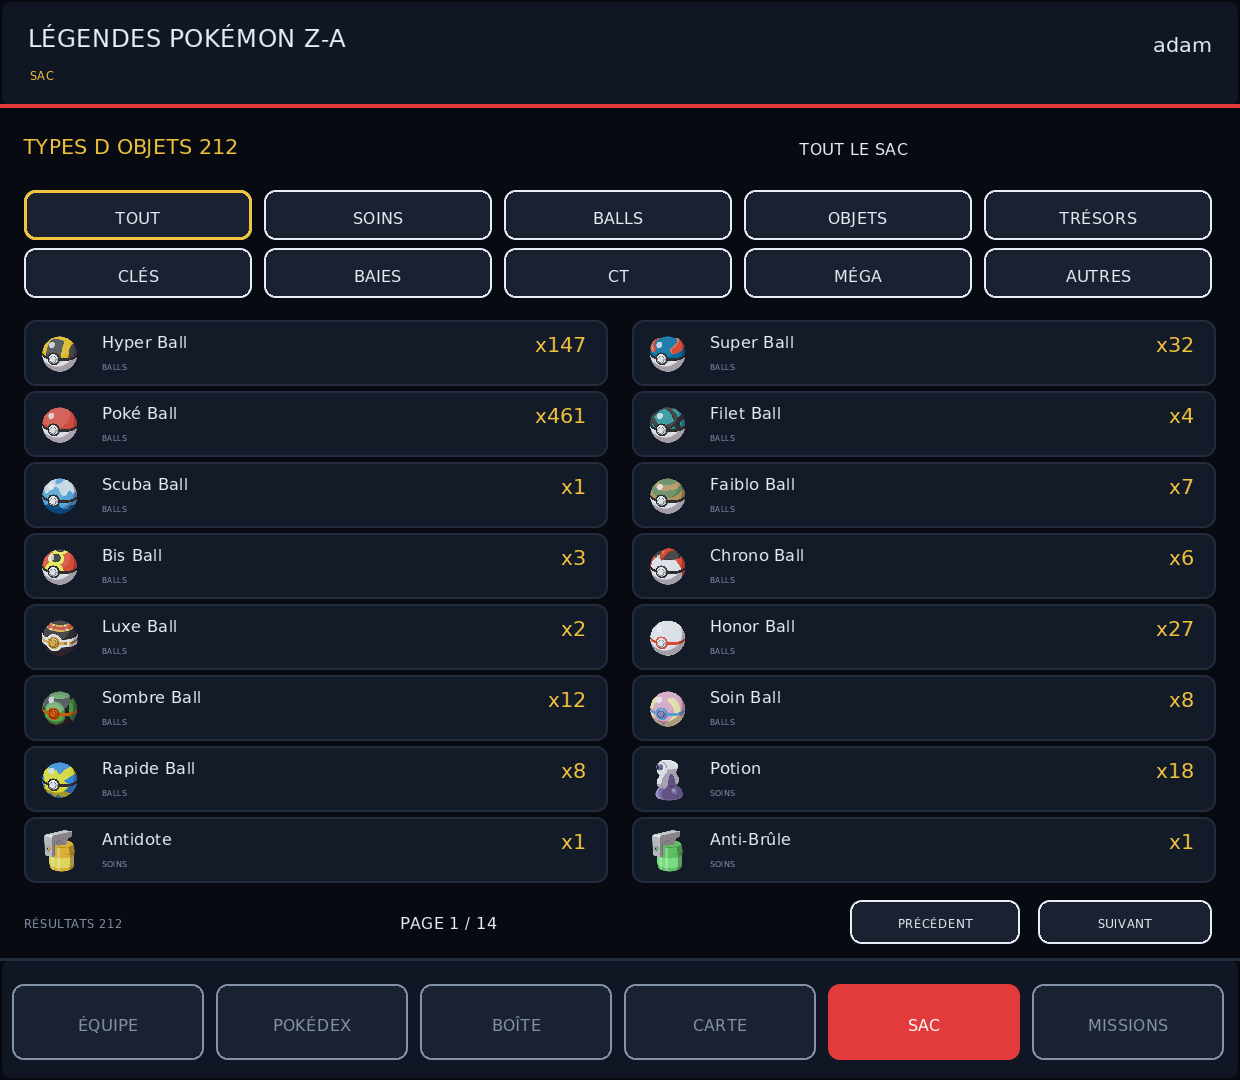 LÉGENDES POKÉMON Z-A
adam
SAC
TYPES D OBJETS 212
TOUT LE SAC
TOUT
SOINS
BALLS
OBJETS
TRÉSORS
CLÉS
BAIES
CT
MÉGA
AUTRES
Hyper Ball
x147
BALLS
Super Ball
x32
BALLS
Poké Ball
x461
BALLS
Filet Ball
x4
BALLS
Scuba Ball
x1
BALLS
Faiblo Ball
x7
BALLS
Bis Ball
x3
BALLS
Chrono Ball
x6
BALLS
Luxe Ball
x2
BALLS
Honor Ball
x27
BALLS
Sombre Ball
x12
BALLS
Soin Ball
x8
BALLS
Rapide Ball
x8
BALLS
Potion
x18
SOINS
Antidote
x1
SOINS
Anti-Brûle
x1
SOINS
RÉSULTATS 212
PAGE 1 / 14
PRÉCÉDENT
SUIVANT
ÉQUIPE
POKÉDEX
BOÎTE
CARTE
SAC
MISSIONS